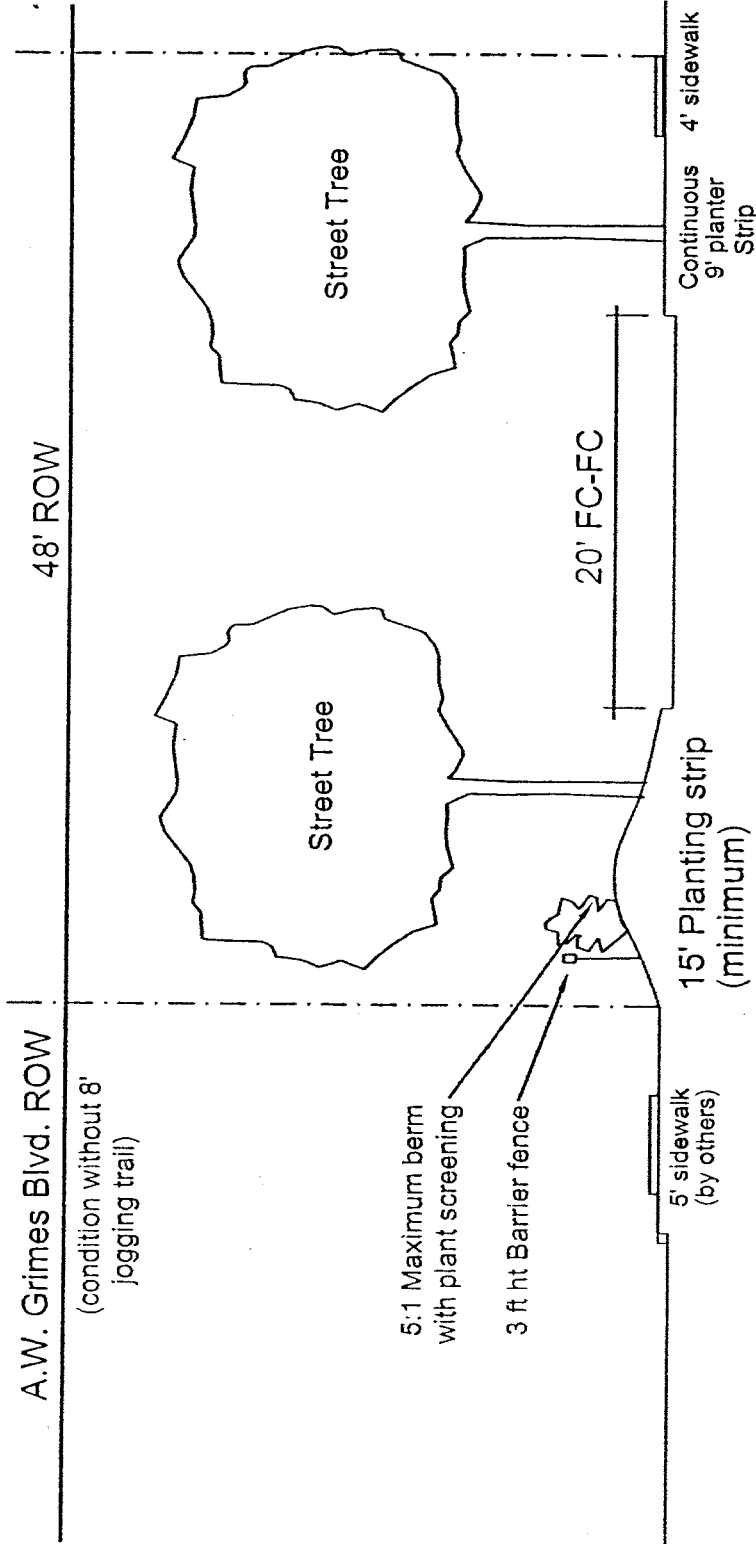 A.W. Grimes Blvd. ROW
48' ROW
(condition without 8'
jogging trail)
Street Tree
Street Tree
5:1 Maximum berm
with plant screening
3 ft ht Barrier fence
20' FC-FC
5' sidewalk
(by others)
15' Planting strip
(minimum)
Continuous
9' planter
Strip
4' sidewalk